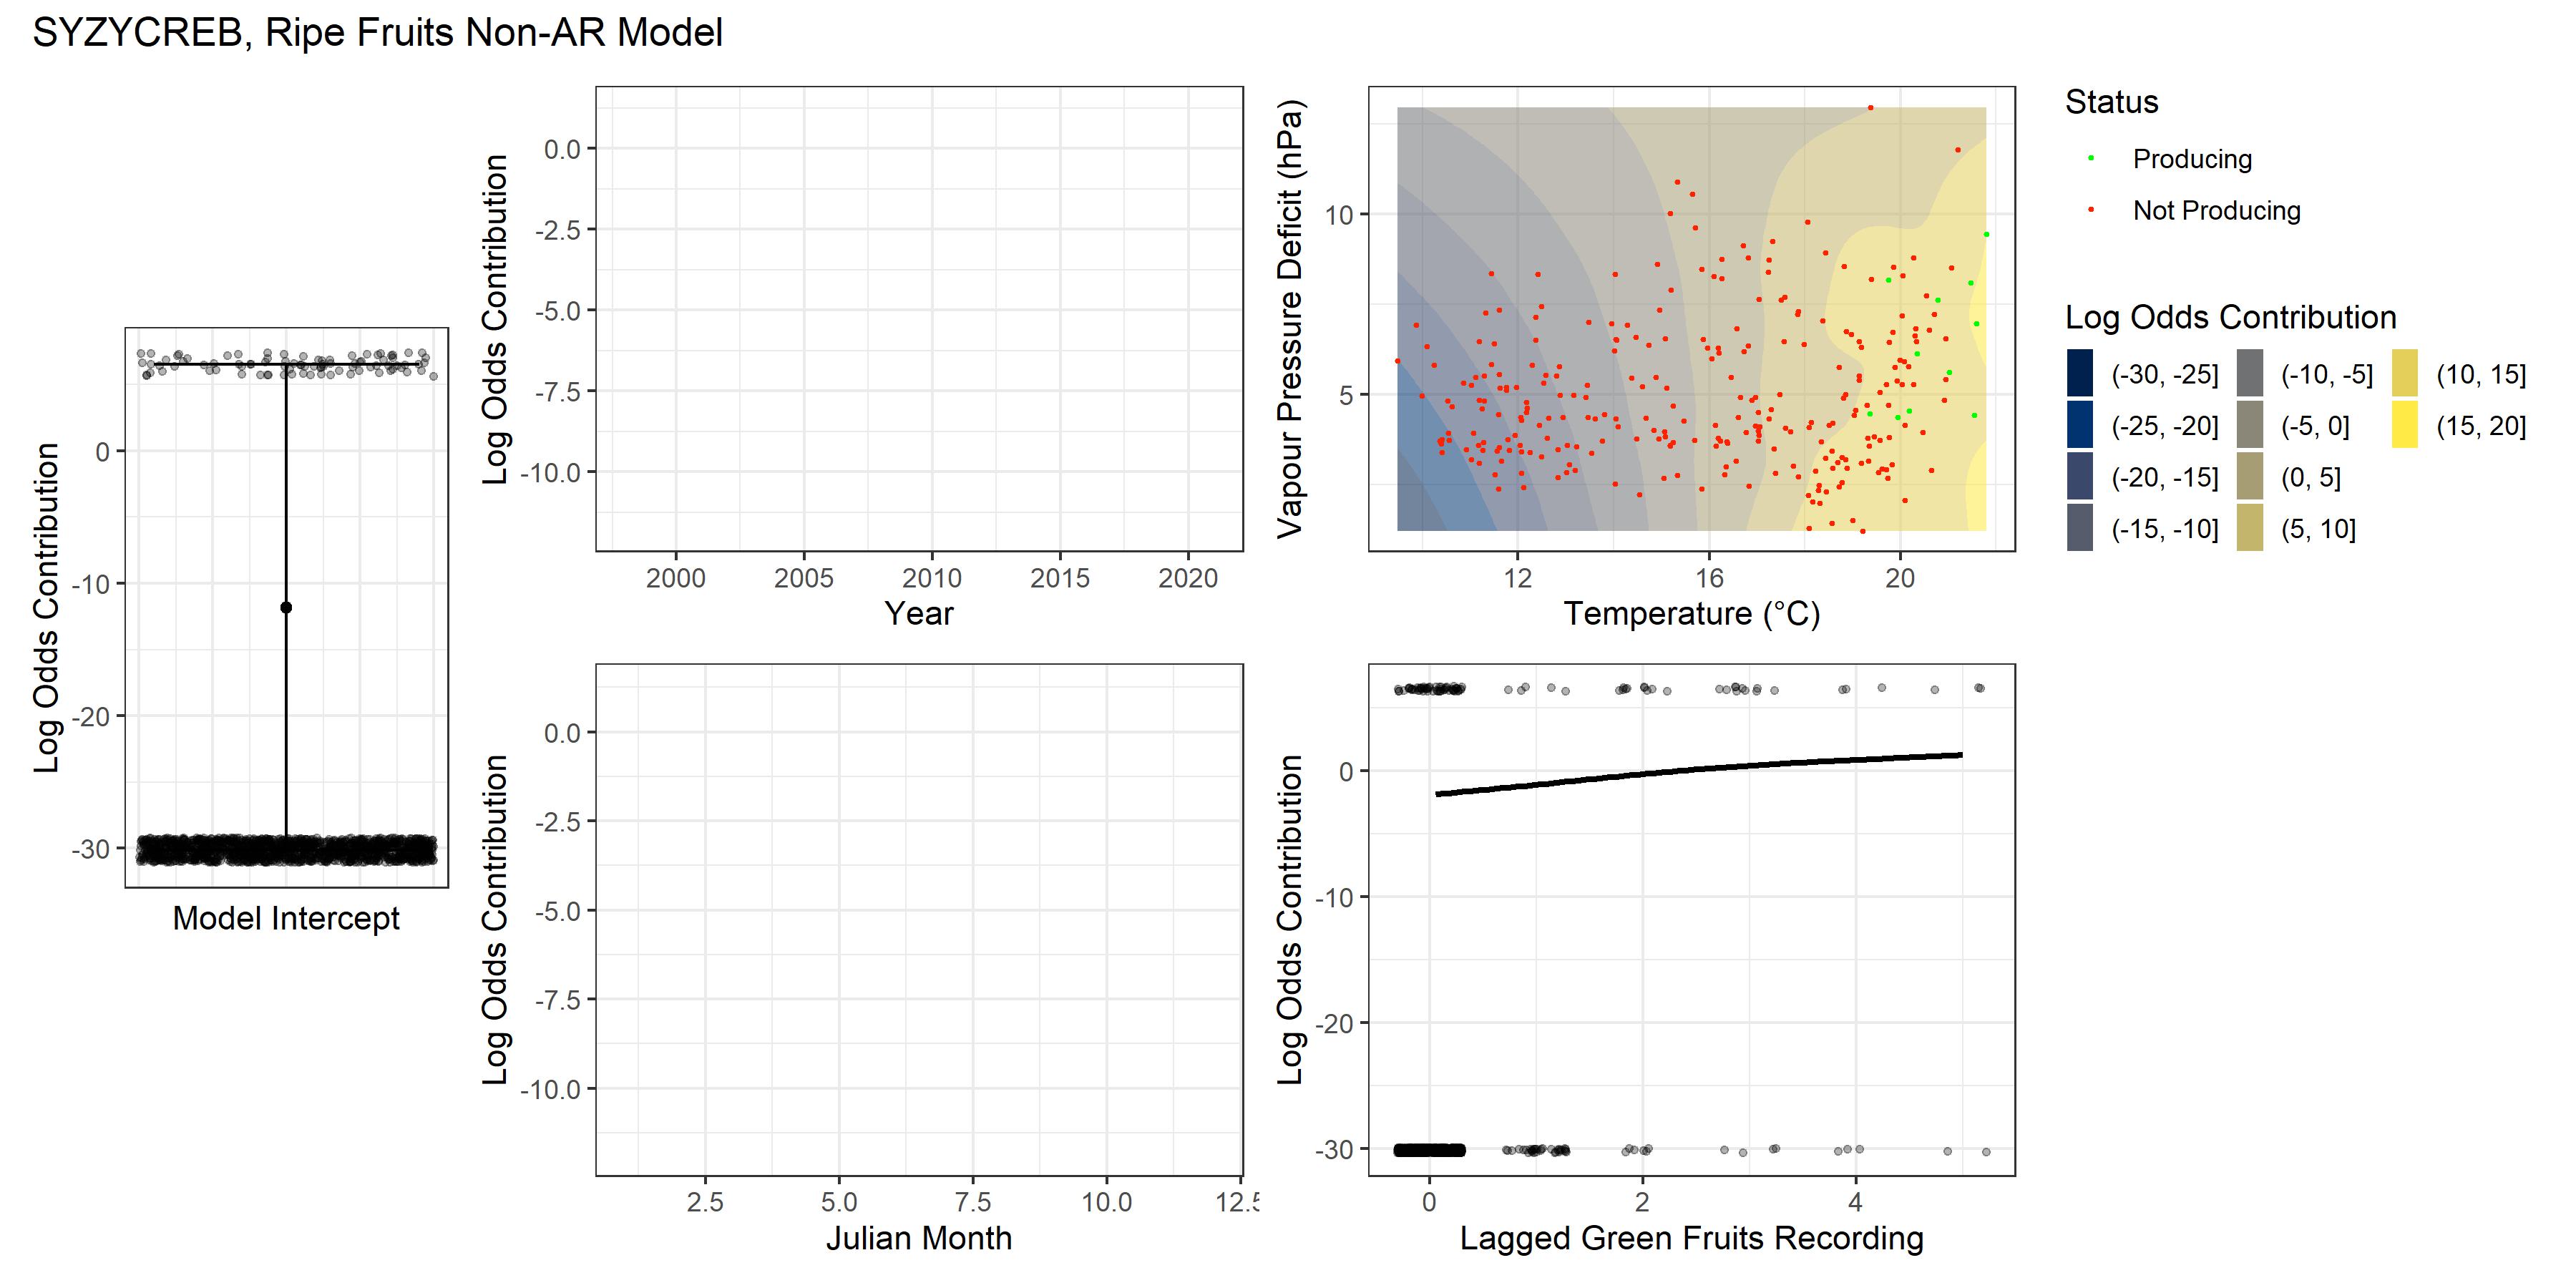 SYZYCREB, Ripe Fruits Non-AR Model
Log Odds Contribution
0
-10
-20
-30
Model Intercept
Log Odds Contribution
0.0
-2.5
-5.0
-7.5
-10.0
2000 2005 2010 2015 2020
Year
Vapour Pressure Deficit (hPa)
10
5
12 16 20
Temperature (°C)
Status
Producing
Not Producing
Log Odds Contribution
(-30, -25] (-10, -5] (10, 15]
(-25, -20] (-5, 0] (15, 20]
(-20, -15] (0, 5]
(-15, -10] (5, 10]
Log Odds Contribution
0.0
-2.5
-5.0
-7.5
-10.0
2.5 5.0 7.5 10.0 12.5
Julian Month
Log Odds Contribution
0
-10
-20
-30
0 2 4
Lagged Green Fruits Recording